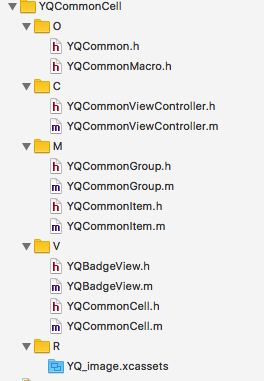 YQCommonCell
O
YQCommon.h
YQCommonMacro.h
C
YQCommonViewController.h
YQCommonViewController.m
M
YQCommonGroup.h
YQCommonGroup.m
YQCommonItem.h
YQCommonItem.m
V
YQBadgeView.h
YQBadgeView.m
YQCommonCell.h
YQCommonCell.m
R
YQ_image.xcassets